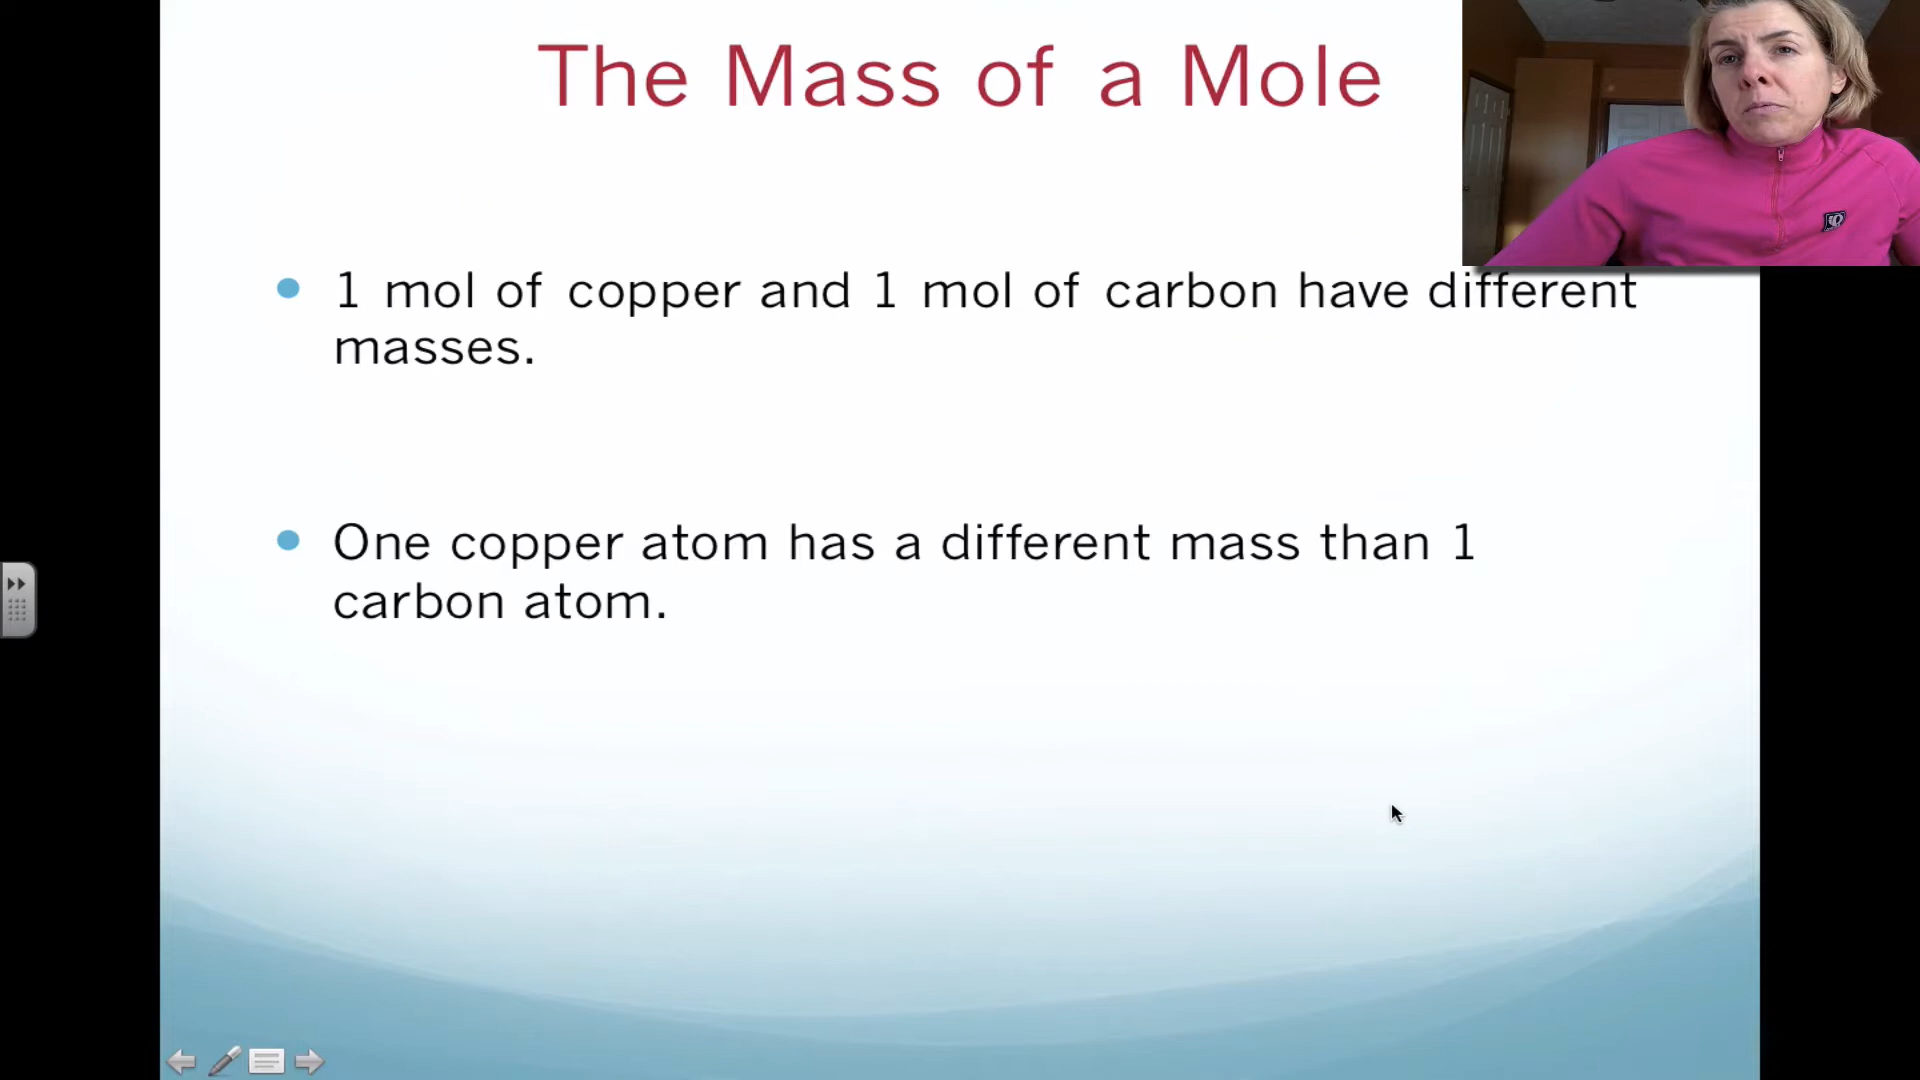 The Mass of a Mole
1 mol of copper and 1 mol of carbon have different
masses.
One copper atom has a different mass than 1
carbon atom.